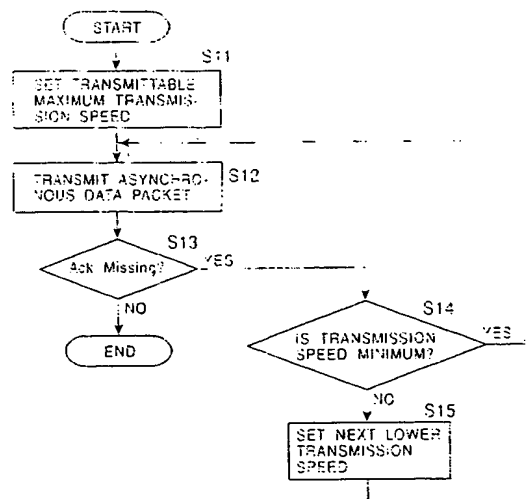 START
S11
SET TRANSMITTABLE
MAXIMUM TRANSMIS-
SION SPEED
TRANSMIT ASYNCHRO-
NOUS DATA PACKET
S12
S13
Ack Missing?
YES
NO
END
S14
IS TRANSMISSION
SPEED MINIMUM?
YES
NO
S15
SET NEXT LOWER
TRANSMISSION
SPEED